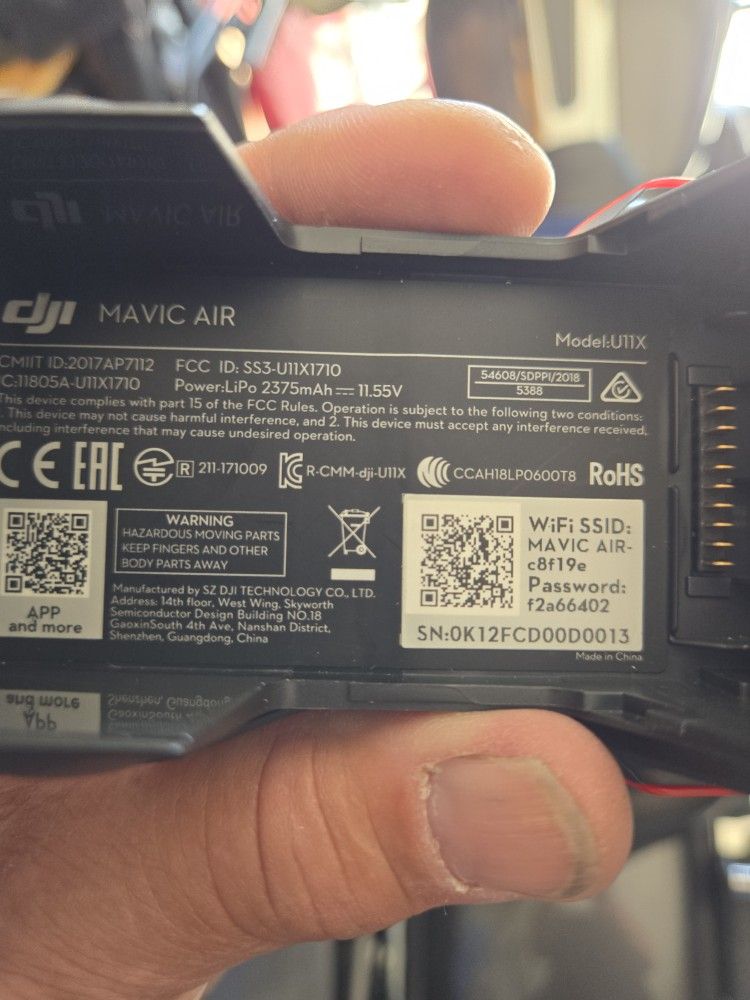 dji MAVIC AIR
Model:U11X
CMIIT ID:2017AP7112 FCC ID: SS3-U11X1710
C:11805A-U11X1710 Power:LiPo 2375mAh ⎓ 11.55V
54608/SDPPI/2018
5388
This device complies with part 15 of the FCC Rules. Operation is subject to the following two conditions:
. This device may not cause harmful interference, and 2. This device must accept any interference received,
including interference that may cause undesired operation.
CE EAC R 211-171009 R-CMM-dji-U11X CCAH18LP0600T8 RoHS
APP
and more
WARNING
HAZARDOUS MOVING PARTS
KEEP FINGERS AND OTHER
BODY PARTS AWAY
Manufactured by SZ DJI TECHNOLOGY CO., LTD.
Address: 14th floor, West Wing, Skyworth
Semiconductor Design Building NO.18
GaoxinSouth 4th Ave, Nanshan District,
Shenzhen, Guangdong, China
WiFi SSID:
MAVIC AIR-
c8f19e
Password:
f2a66402
SN:0K12FCD00D0013
Made in China